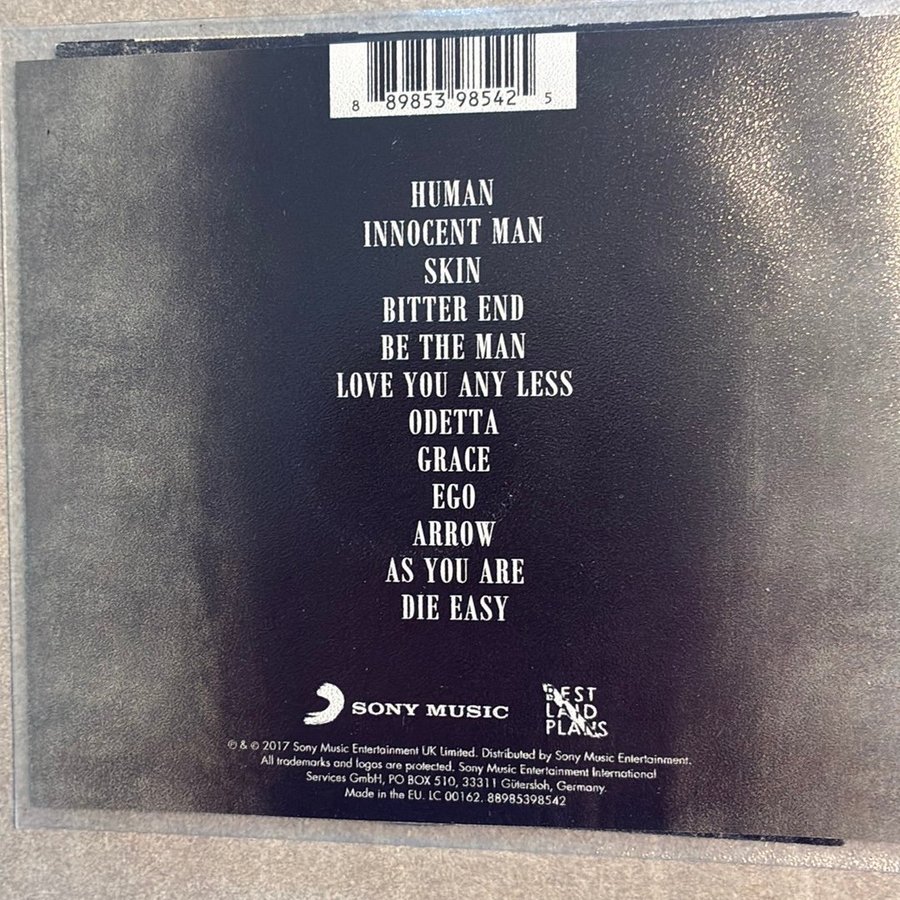 8 89853 98542 5
HUMAN
INNOCENT MAN
SKIN
BITTER END
BE THE MAN
LOVE YOU ANY LESS
ODETTA
GRACE
EGO
ARROW
AS YOU ARE
DIE EASY
SONY MUSIC
BEST
LAID
PLANS
℗ & © 2017 Sony Music Entertainment UK Limited. Distributed by Sony Music Entertainment.
All trademarks and logos are protected. Sony Music Entertainment International
Services GmbH, PO BOX 510, 33311 Gütersloh, Germany.
Made in the EU. LC 00162. 88985398542